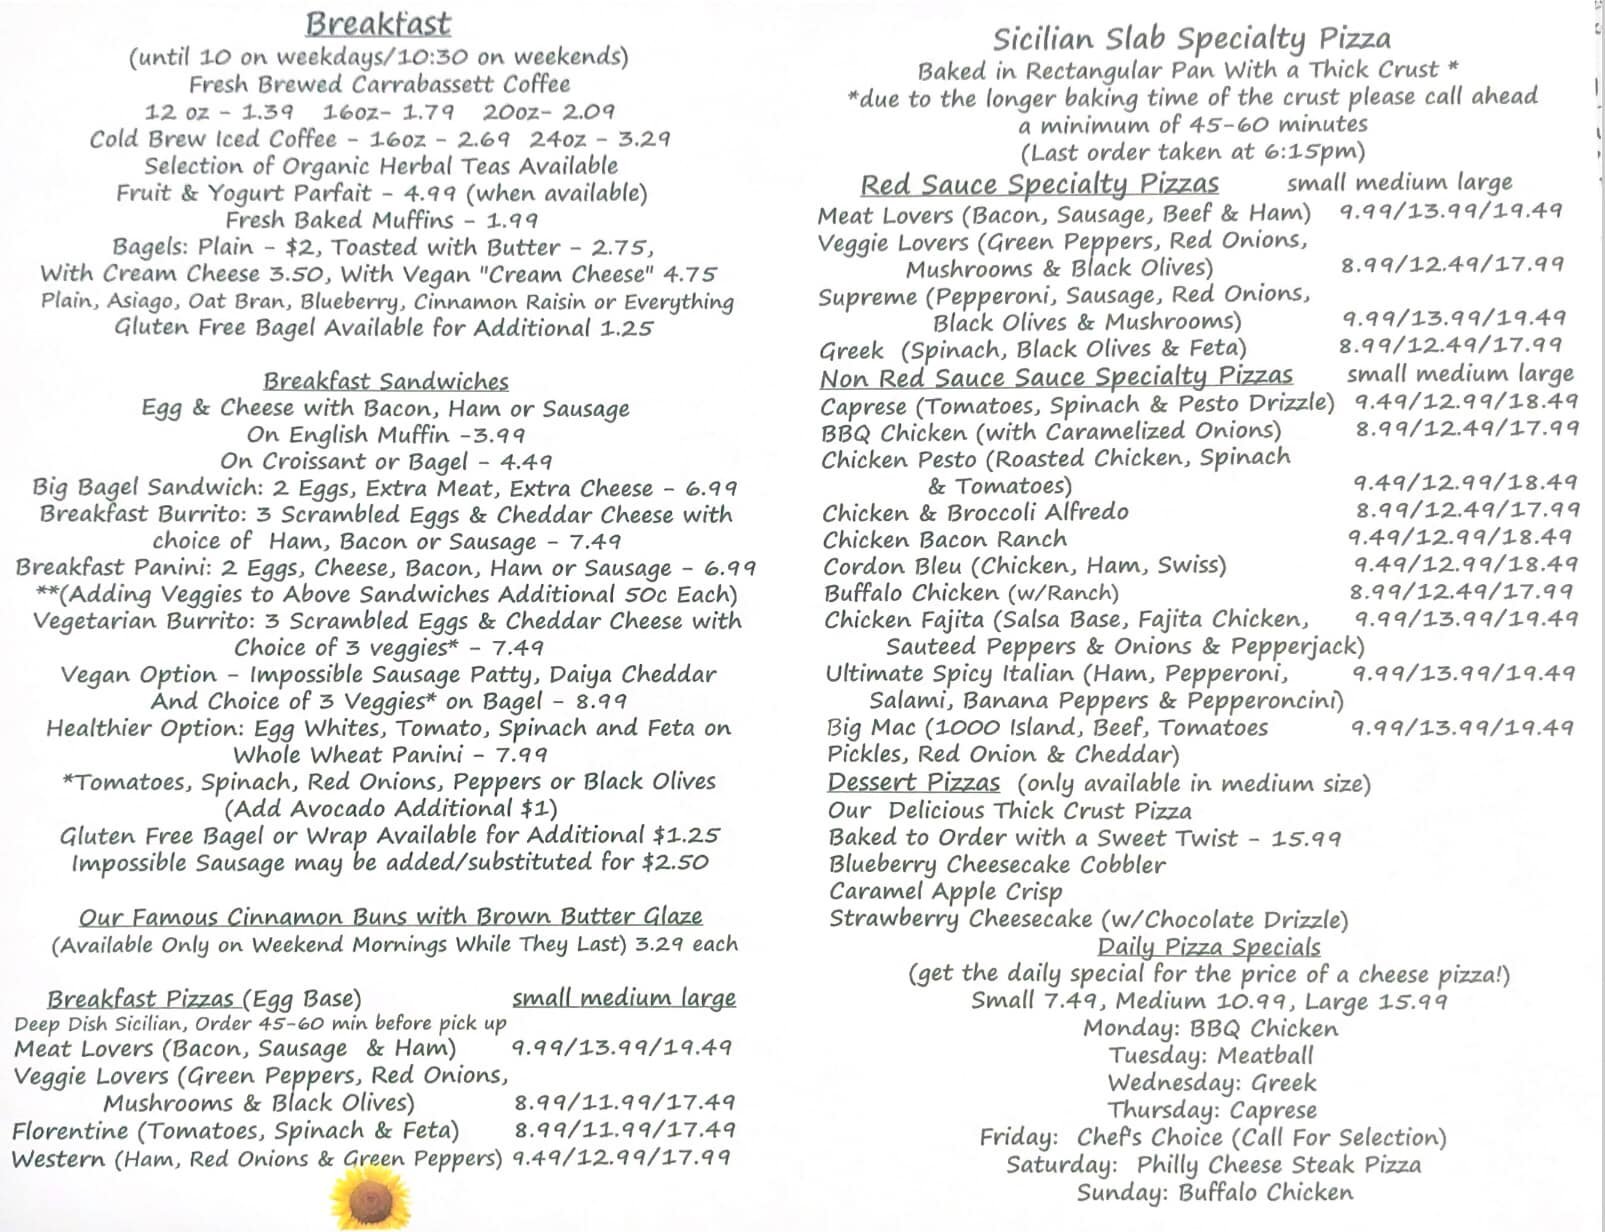 Breakfast
(until 10 on weekdays/10:30 on weekends)
Fresh Brewed Carrabassett Coffee
12 oz - 1.39 16oz- 1.79 20oz- 2.09
Cold Brew Iced Coffee - 16oz - 2.69 24oz - 3.29
Selection of Organic Herbal Teas Available
Fruit & Yogurt Parfait - 4.99 (when available)
Fresh Baked Muffins - 1.99
Bagels: Plain - $2, Toasted with Butter - 2.75,
With Cream Cheese 3.50, With Vegan "Cream Cheese" 4.75
Plain, Asiago, Oat Bran, Blueberry, Cinnamon Raisin or Everything
Gluten Free Bagel Available for Additional 1.25
Breakfast Sandwiches
Egg & Cheese with Bacon, Ham or Sausage
On English Muffin -3.99
On Croissant or Bagel - 4.49
Big Bagel Sandwich: 2 Eggs, Extra Meat, Extra Cheese - 6.99
Breakfast Burrito: 3 Scrambled Eggs & Cheddar Cheese with
choice of Ham, Bacon or Sausage - 7.49
Breakfast Panini: 2 Eggs, Cheese, Bacon, Ham or Sausage - 6.99
**(Adding Veggies to Above Sandwiches Additional 50c Each)
Vegetarian Burrito: 3 Scrambled Eggs & Cheddar Cheese with
Choice of 3 veggies* - 7.49
Vegan Option - Impossible Sausage Patty, Daiya Cheddar
And Choice of 3 Veggies* on Bagel - 8.99
Healthier Option: Egg Whites, Tomato, Spinach and Feta on
Whole Wheat Panini - 7.99
*Tomatoes, Spinach, Red Onions, Peppers or Black Olives
(Add Avocado Additional $1)
Gluten Free Bagel or Wrap Available for Additional $1.25
Impossible Sausage may be added/substituted for $2.50
Our Famous Cinnamon Buns with Brown Butter Glaze
(Available Only on Weekend Mornings While They Last) 3.29 each
Breakfast Pizzas (Egg Base) small medium large
Deep Dish Sicilian, Order 45-60 min before pick up
Meat Lovers (Bacon, Sausage & Ham) 9.99/13.99/19.49
Veggie Lovers (Green Peppers, Red Onions,
Mushrooms & Black Olives) 8.99/11.99/17.49
Florentine (Tomatoes, Spinach & Feta) 8.99/11.99/17.49
Western (Ham, Red Onions & Green Peppers) 9.49/12.99/17.99
Sicilian Slab Specialty Pizza
Baked in Rectangular Pan With a Thick Crust *
*due to the longer baking time of the crust please call ahead
a minimum of 45-60 minutes
(Last order taken at 6:15pm)
Red Sauce Specialty Pizzas small medium large
Meat Lovers (Bacon, Sausage, Beef & Ham) 9.99/13.99/19.49
Veggie Lovers (Green Peppers, Red Onions,
Mushrooms & Black Olives) 8.99/12.49/17.99
Supreme (Pepperoni, Sausage, Red Onions,
Black Olives & Mushrooms) 9.99/13.99/19.49
Greek (Spinach, Black Olives & Feta) 8.99/12.49/17.99
Non Red Sauce Sauce Specialty Pizzas small medium large
Caprese (Tomatoes, Spinach & Pesto Drizzle) 9.49/12.99/18.49
BBQ Chicken (with Caramelized Onions) 8.99/12.49/17.99
Chicken Pesto (Roasted Chicken, Spinach
& Tomatoes) 9.49/12.99/18.49
Chicken & Broccoli Alfredo 8.99/12.49/17.99
Chicken Bacon Ranch 9.49/12.99/18.49
Cordon Bleu (Chicken, Ham, Swiss) 9.49/12.99/18.49
Buffalo Chicken (w/Ranch) 8.99/12.49/17.99
Chicken Fajita (Salsa Base, Fajita Chicken, 9.99/13.99/19.49
Sauteed Peppers & Onions & Pepperjack)
Ultimate Spicy Italian (Ham, Pepperoni, 9.99/13.99/19.49
Salami, Banana Peppers & Pepperoncini)
Big Mac (1000 Island, Beef, Tomatoes 9.99/13.99/19.49
Pickles, Red Onion & Cheddar)
Dessert Pizzas (only available in medium size)
Our Delicious Thick Crust Pizza
Baked to Order with a Sweet Twist - 15.99
Blueberry Cheesecake Cobbler
Caramel Apple Crisp
Strawberry Cheesecake (w/Chocolate Drizzle)
Daily Pizza Specials
(get the daily special for the price of a cheese pizza!)
Small 7.49, Medium 10.99, Large 15.99
Monday: BBQ Chicken
Tuesday: Meatball
Wednesday: Greek
Thursday: Caprese
Friday: Chef's Choice (Call For Selection)
Saturday: Philly Cheese Steak Pizza
Sunday: Buffalo Chicken